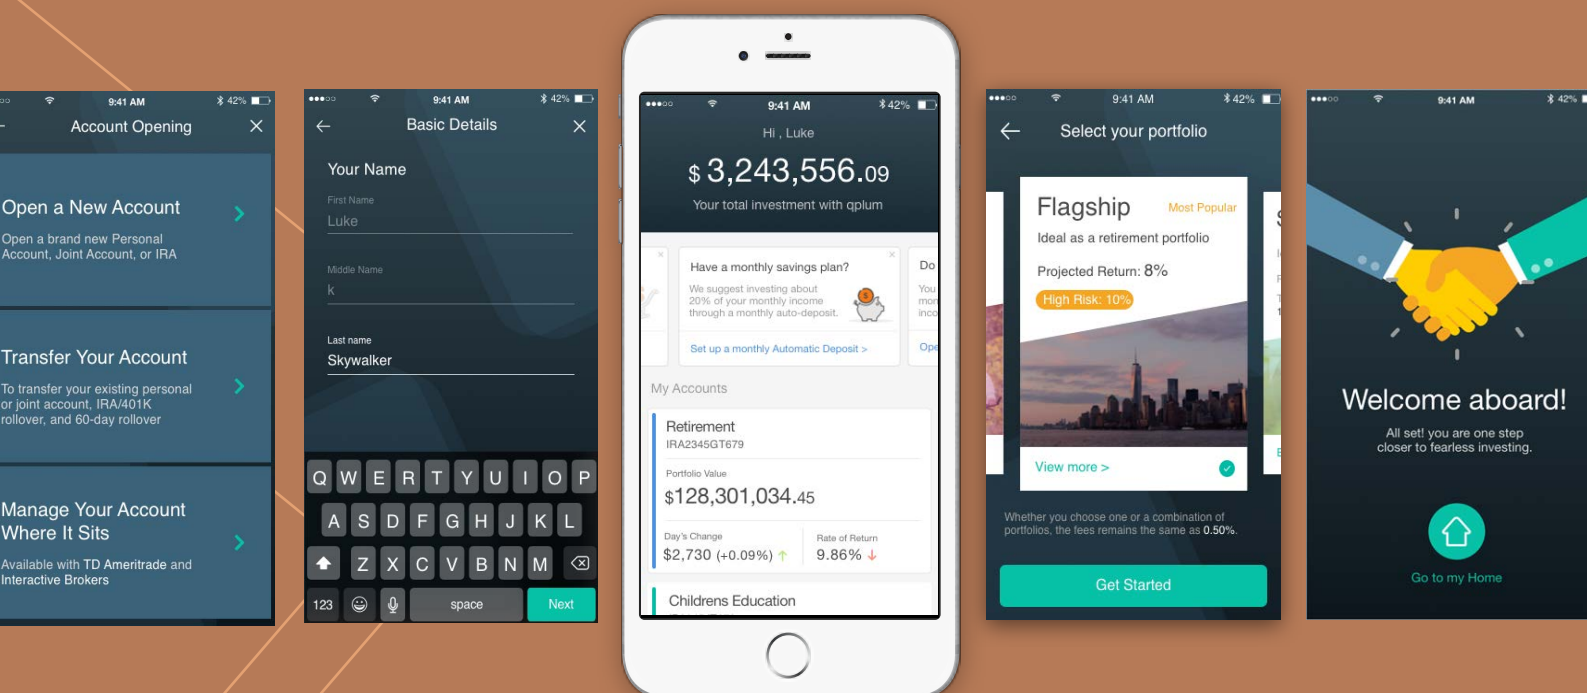 9:41 AM
42%
Account Opening
Open a New Account
Open a brand new Personal
Account, Joint Account, or IRA
Transfer Your Account
To transfer your existing personal
or joint account, IRA/401K
rollover, and 60-day rollover
Manage Your Account
Where It Sits
Available with TD Ameritrade and
Interactive Brokers
9:41 AM
42%
Basic Details
Your Name
First Name
Luke
Middle Name
k
Last name
Skywalker
Q W E R T Y U I O P
A S D F G H J K L
Z X C V B N M
123
space
Next
9:41 AM
42%
Hi , Luke
$ 3,243,556.09
Your total investment with qplum
Have a monthly savings plan?
We suggest investing about
20% of your monthly income
through a monthly auto-deposit.
Set up a monthly Automatic Deposit >
Do
You
mon
inco
Ope
My Accounts
Retirement
IRA2345GT679
Portfolio Value
$128,301,034.45
Day's Change
$2,730 (+0.09%)
Rate of Return
9.86%
Childrens Education
9:41 AM
42%
Select your portfolio
Flagship
Most Popular
Ideal as a retirement portfolio
Projected Return: 8%
High Risk: 10%
View more >
Whether you choose one or a combination of
portfolios, the fees remains the same as 0.50%.
Get Started
9:41 AM
42%
Welcome aboard!
All set! you are one step
closer to fearless investing.
Go to my Home